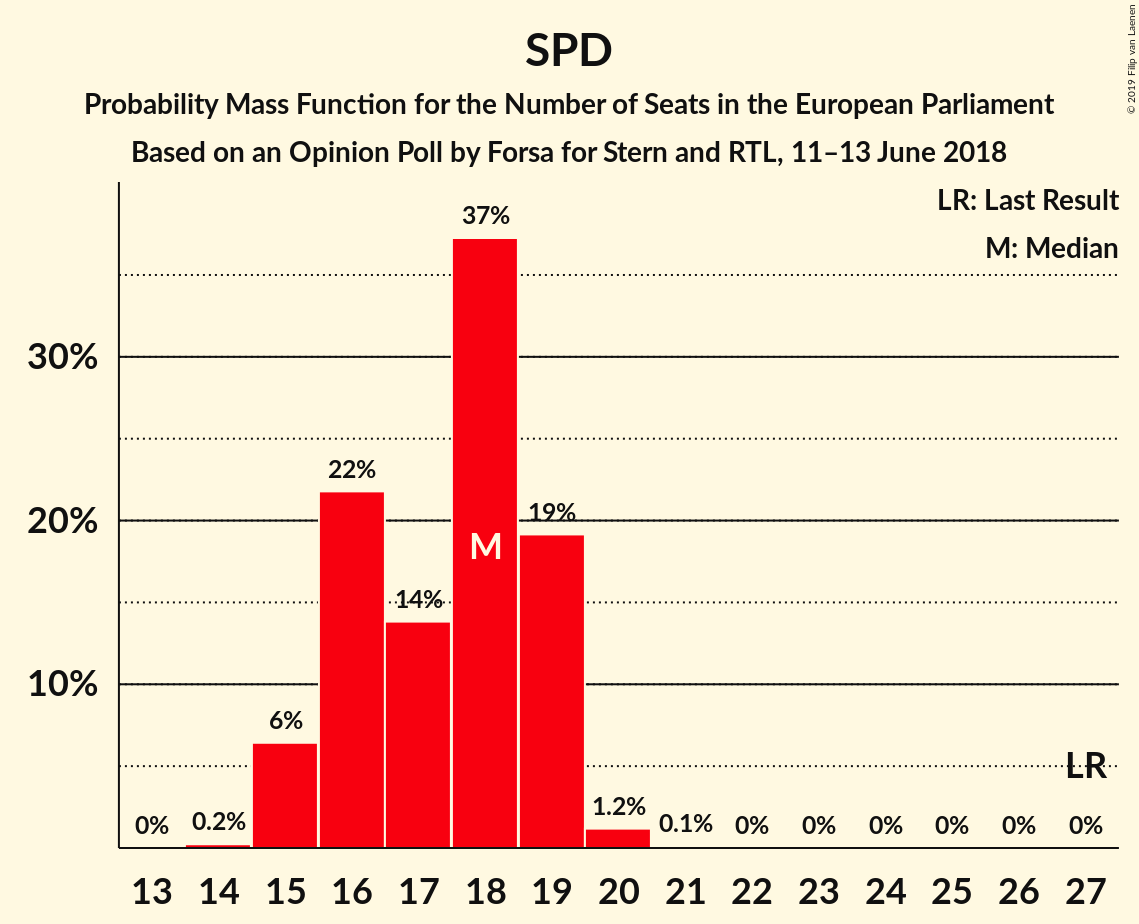 SPD
Probability Mass Function for the Number of Seats in the European Parliament
Based on an Opinion Poll by Forsa for Stern and RTL, 11–13 June 2018
© 2019 Filip van Laenen
LR: Last Result
M: Median
37%
30%
22%
20%
19%
M
14%
10%
6%
LR
0%
0.2%
1.2%
0.1%
0%
0%
0%
0%
0%
0%
13 14 15 16 17 18 19 20 21 22 23 24 25 26 27